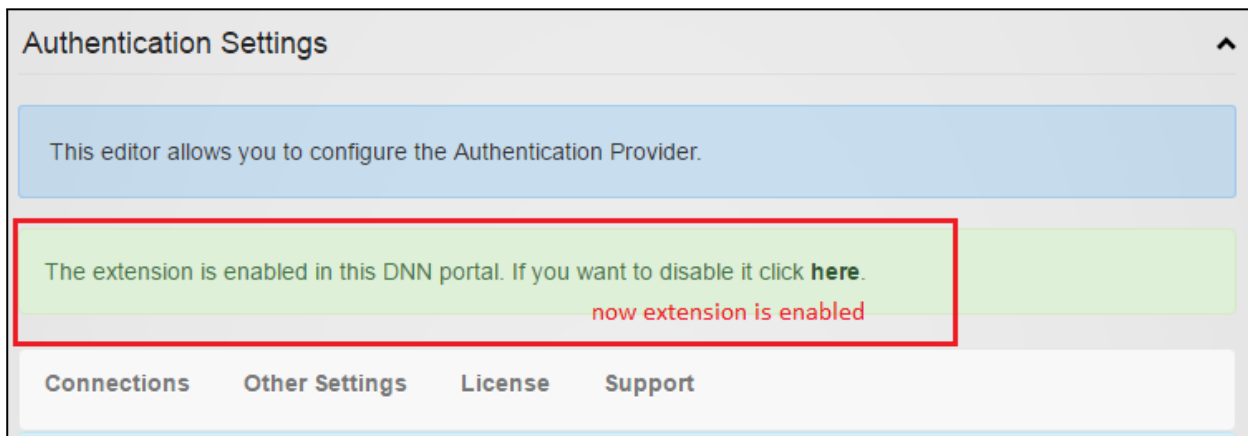 Authentication Settings
This editor allows you to configure the Authentication Provider.
The extension is enabled in this DNN portal. If you want to disable it click here.
now extension is enabled
Connections Other Settings License Support